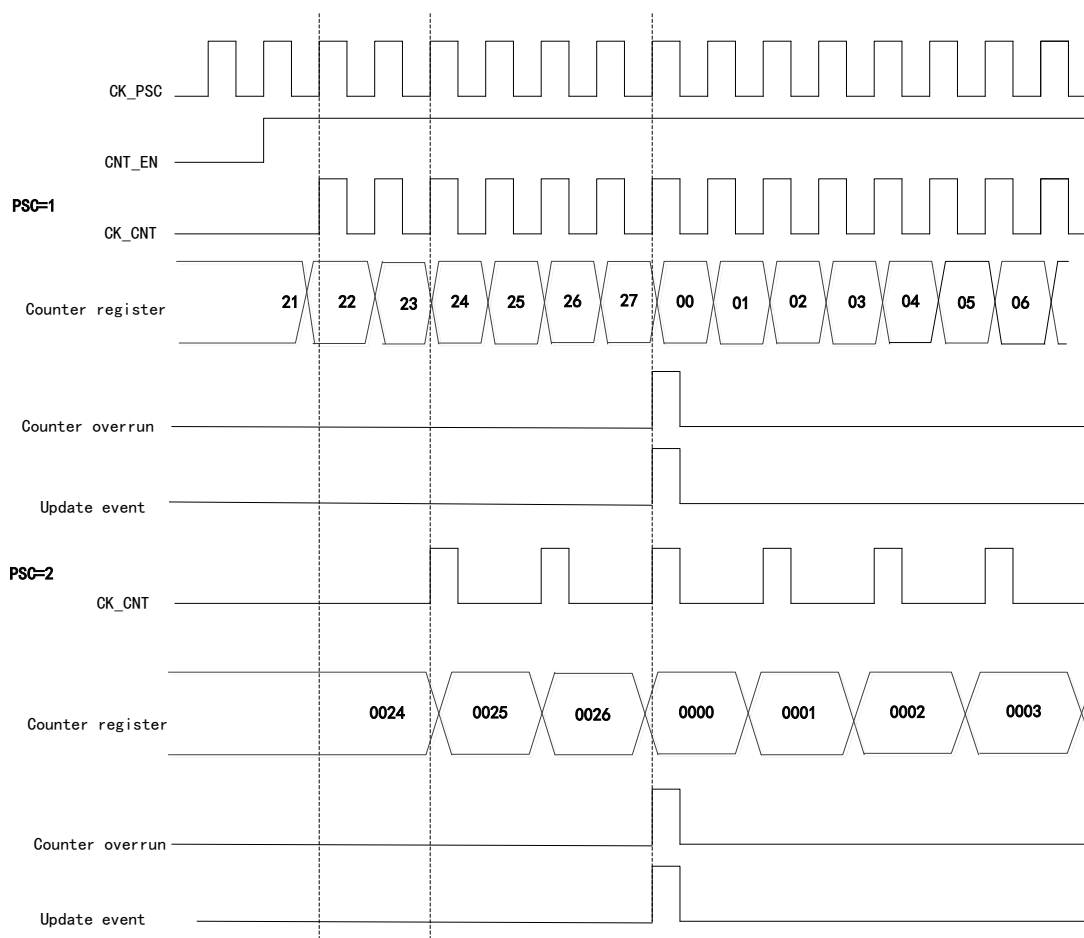 CK_PSC
CNT_EN
PSC=1
CK_CNT
Counter register 21 22 23 24 25 26 27 00 01 02 03 04 05 06
Counter overrun
Update event
PSC=2
CK_CNT
Counter register 0024 0025 0026 0000 0001 0002 0003
Counter overrun
Update event